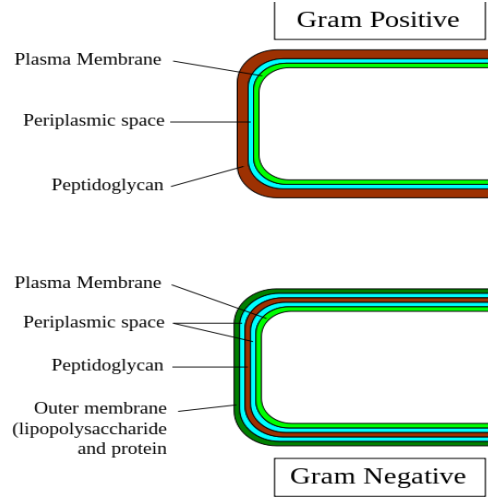 Gram Positive
Plasma Membrane
Periplasmic space
Peptidoglycan
Plasma Membrane
Periplasmic space
Peptidoglycan
Outer membrane
(lipopolysaccharide
and protein
Gram Negative